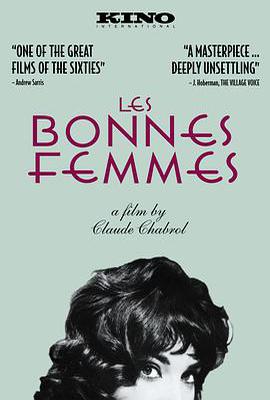 KINO
INTERNATIONAL
"ONE OF THE GREAT
FILMS OF THE SIXTIES"
– Andrew Sarris
"A MASTERPIECE ...
DEEPLY UNSETTLING"
– J. Hoberman, THE VILLAGE VOICE
LES
BONNES
FEMMES
a film by
Claude Chabrol